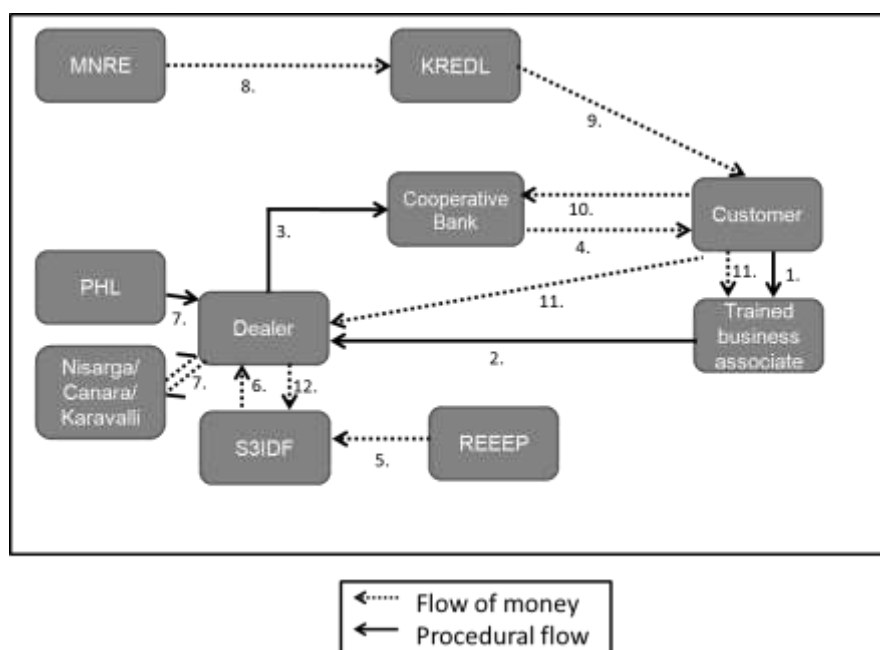 MNRE
KREDL
8.
9.
Cooperative
Bank
10.
Customer
3.
4.
PHL
11.
11.
1.
7.
Dealer
Trained
business
associate
2.
Nisarga/
Canara/
Karavalli
7.
6.
12.
S3IDF
REEEP
5.
Flow of money
Procedural flow